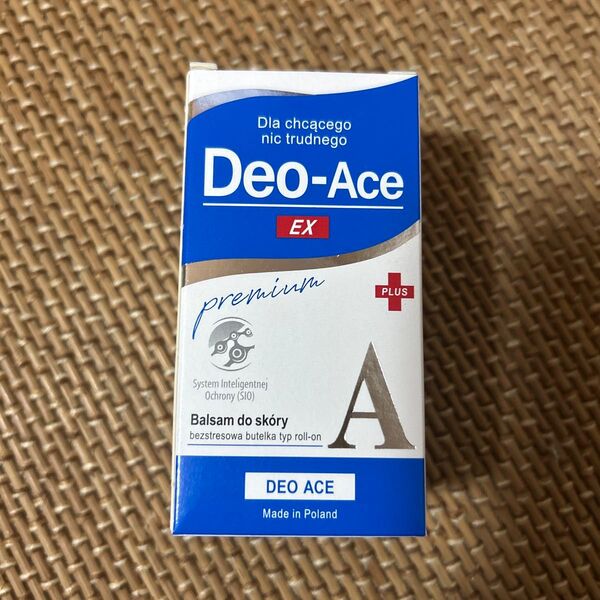 Dla chcącego
nic trudnego
Deo-Ace
EX
premium
PLUS
System Inteligentnej
Ochrony (SIO)
A
Balsam do skóry
bezstresowa butelka typ roll-on
DEO ACE
Made in Poland